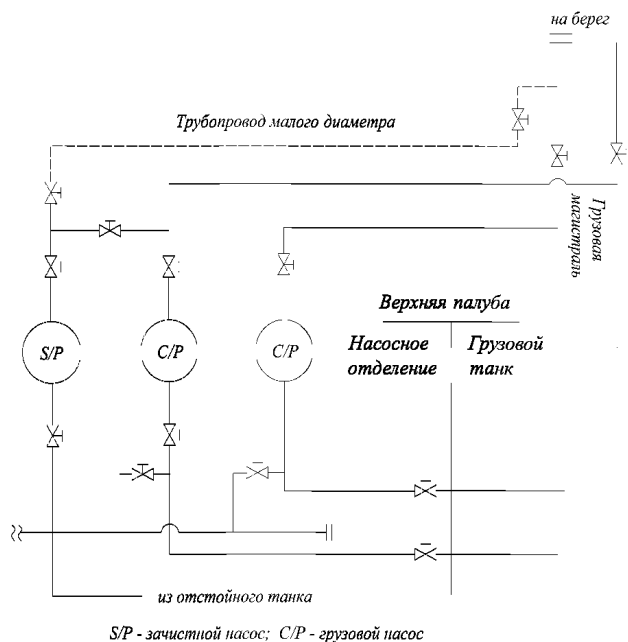 на берег
Трубопровод малого диаметра
Грузовая
магистраль
Верхняя палуба
S/P
C/P
C/P
Насосное
отделение
Грузовой
танк
из отстойного танка
S/P - зачистной насос; C/P - грузовой насос